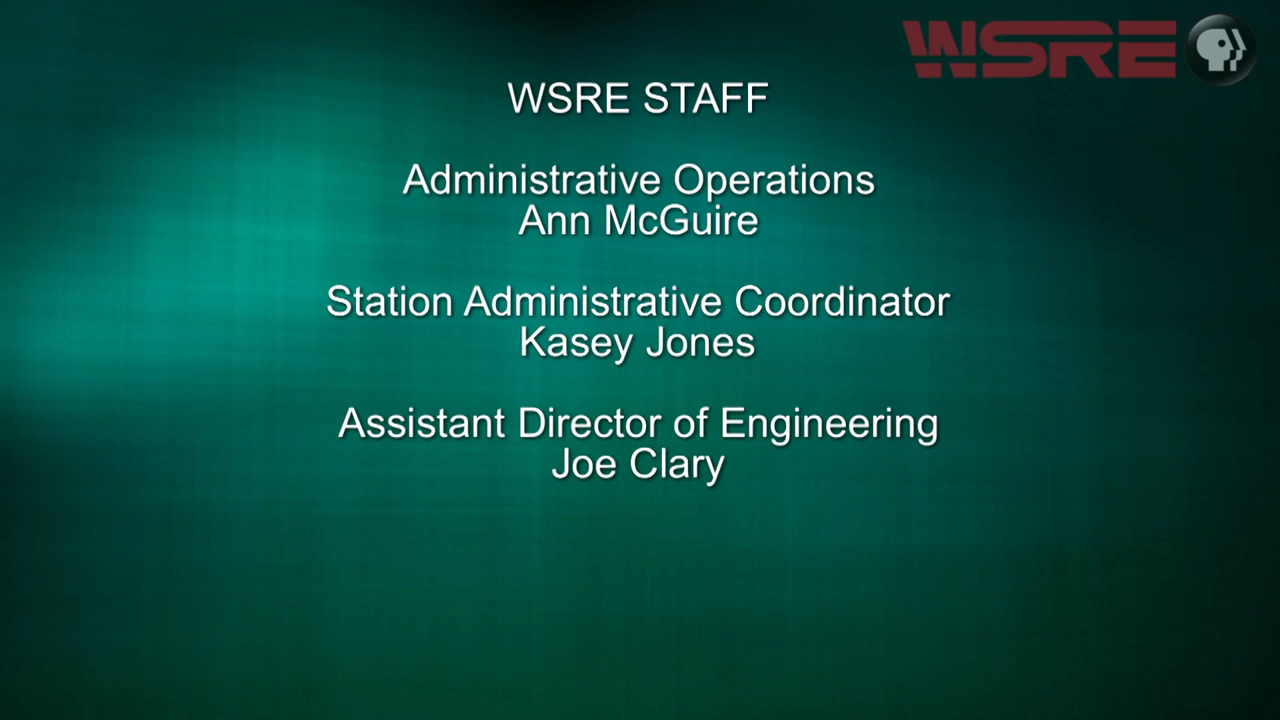 WSRE
WSRE STAFF
Administrative Operations
Ann McGuire
Station Administrative Coordinator
Kasey Jones
Assistant Director of Engineering
Joe Clary